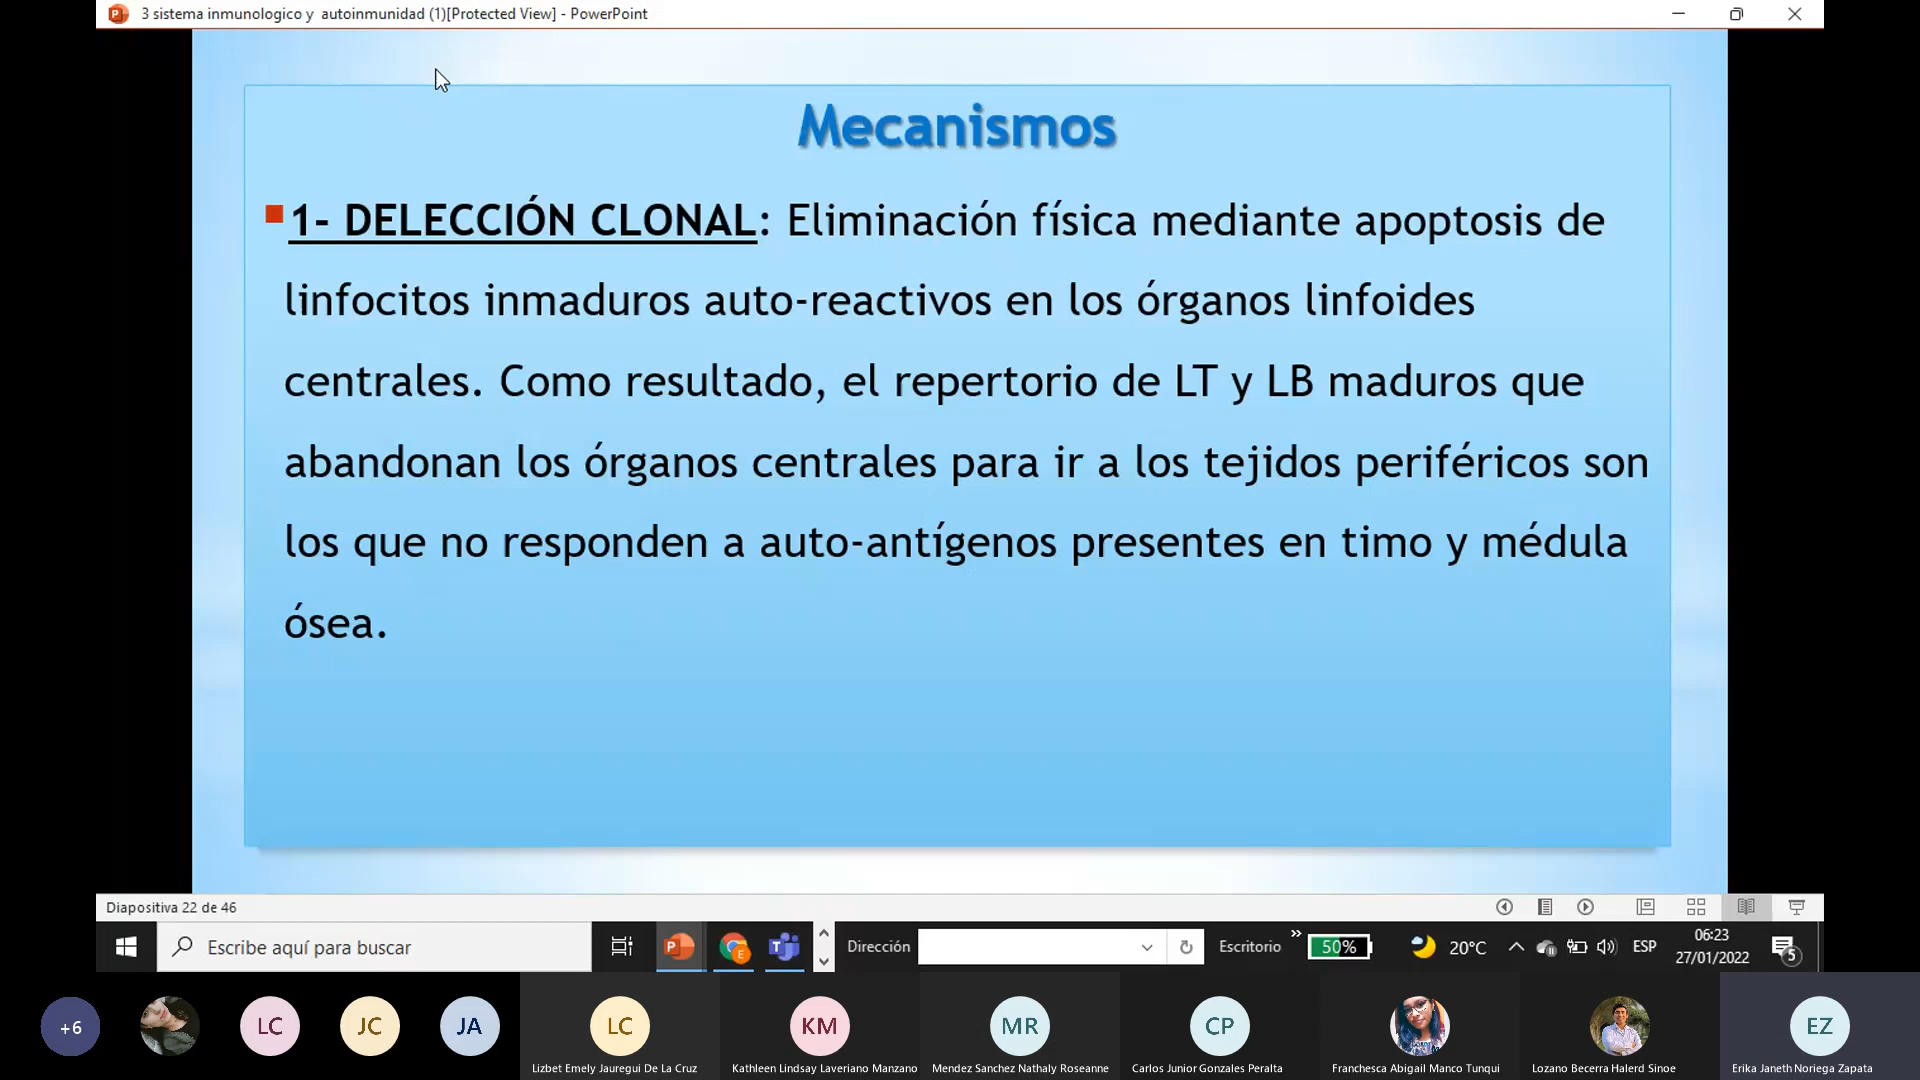 3 sistema inmunologico y  autoinmunidad (1)[Protected View] - PowerPoint
Mecanismos
1- DELECCIÓN CLONAL: Eliminación física mediante apoptosis de
linfocitos inmaduros auto-reactivos en los órganos linfoides
centrales. Como resultado, el repertorio de LT y LB maduros que
abandonan los órganos centrales para ir a los tejidos periféricos son
los que no responden a auto-antígenos presentes en timo y médula
ósea.
Diapositiva 22 de 46
Escribe aquí para buscar
Dirección
Escritorio
50%
20°C
ESP
06:23
27/01/2022
5
+6
LC
JC
JA
LC
KM
MR
CP
EZ
Lizbet Emely Jauregui De La Cruz
Kathleen Lindsay Laveriano Manzano
Mendez Sanchez Nathaly Roseanne
Carlos Junior Gonzales Peralta
Franchesca Abigail Manco Tunqui
Lozano Becerra Halerd Sinoe
Erika Janeth Noriega Zapata